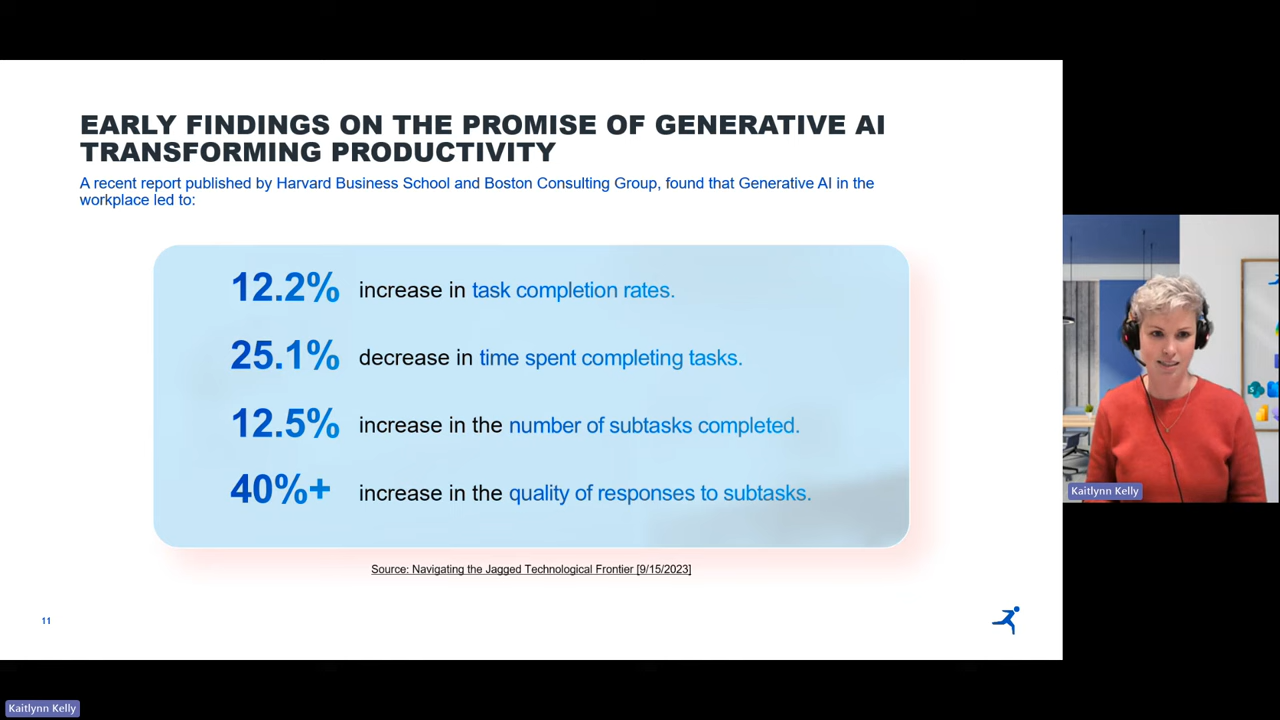 EARLY FINDINGS ON THE PROMISE OF GENERATIVE AI
TRANSFORMING PRODUCTIVITY
A recent report published by Harvard Business School and Boston Consulting Group, found that Generative AI in the
workplace led to:
12.2% increase in task completion rates.
25.1% decrease in time spent completing tasks.
12.5% increase in the number of subtasks completed.
40%+ increase in the quality of responses to subtasks.
Source: Navigating the Jagged Technological Frontier [9/15/2023]
11
Kaitlynn Kelly
Kaitlynn Kelly